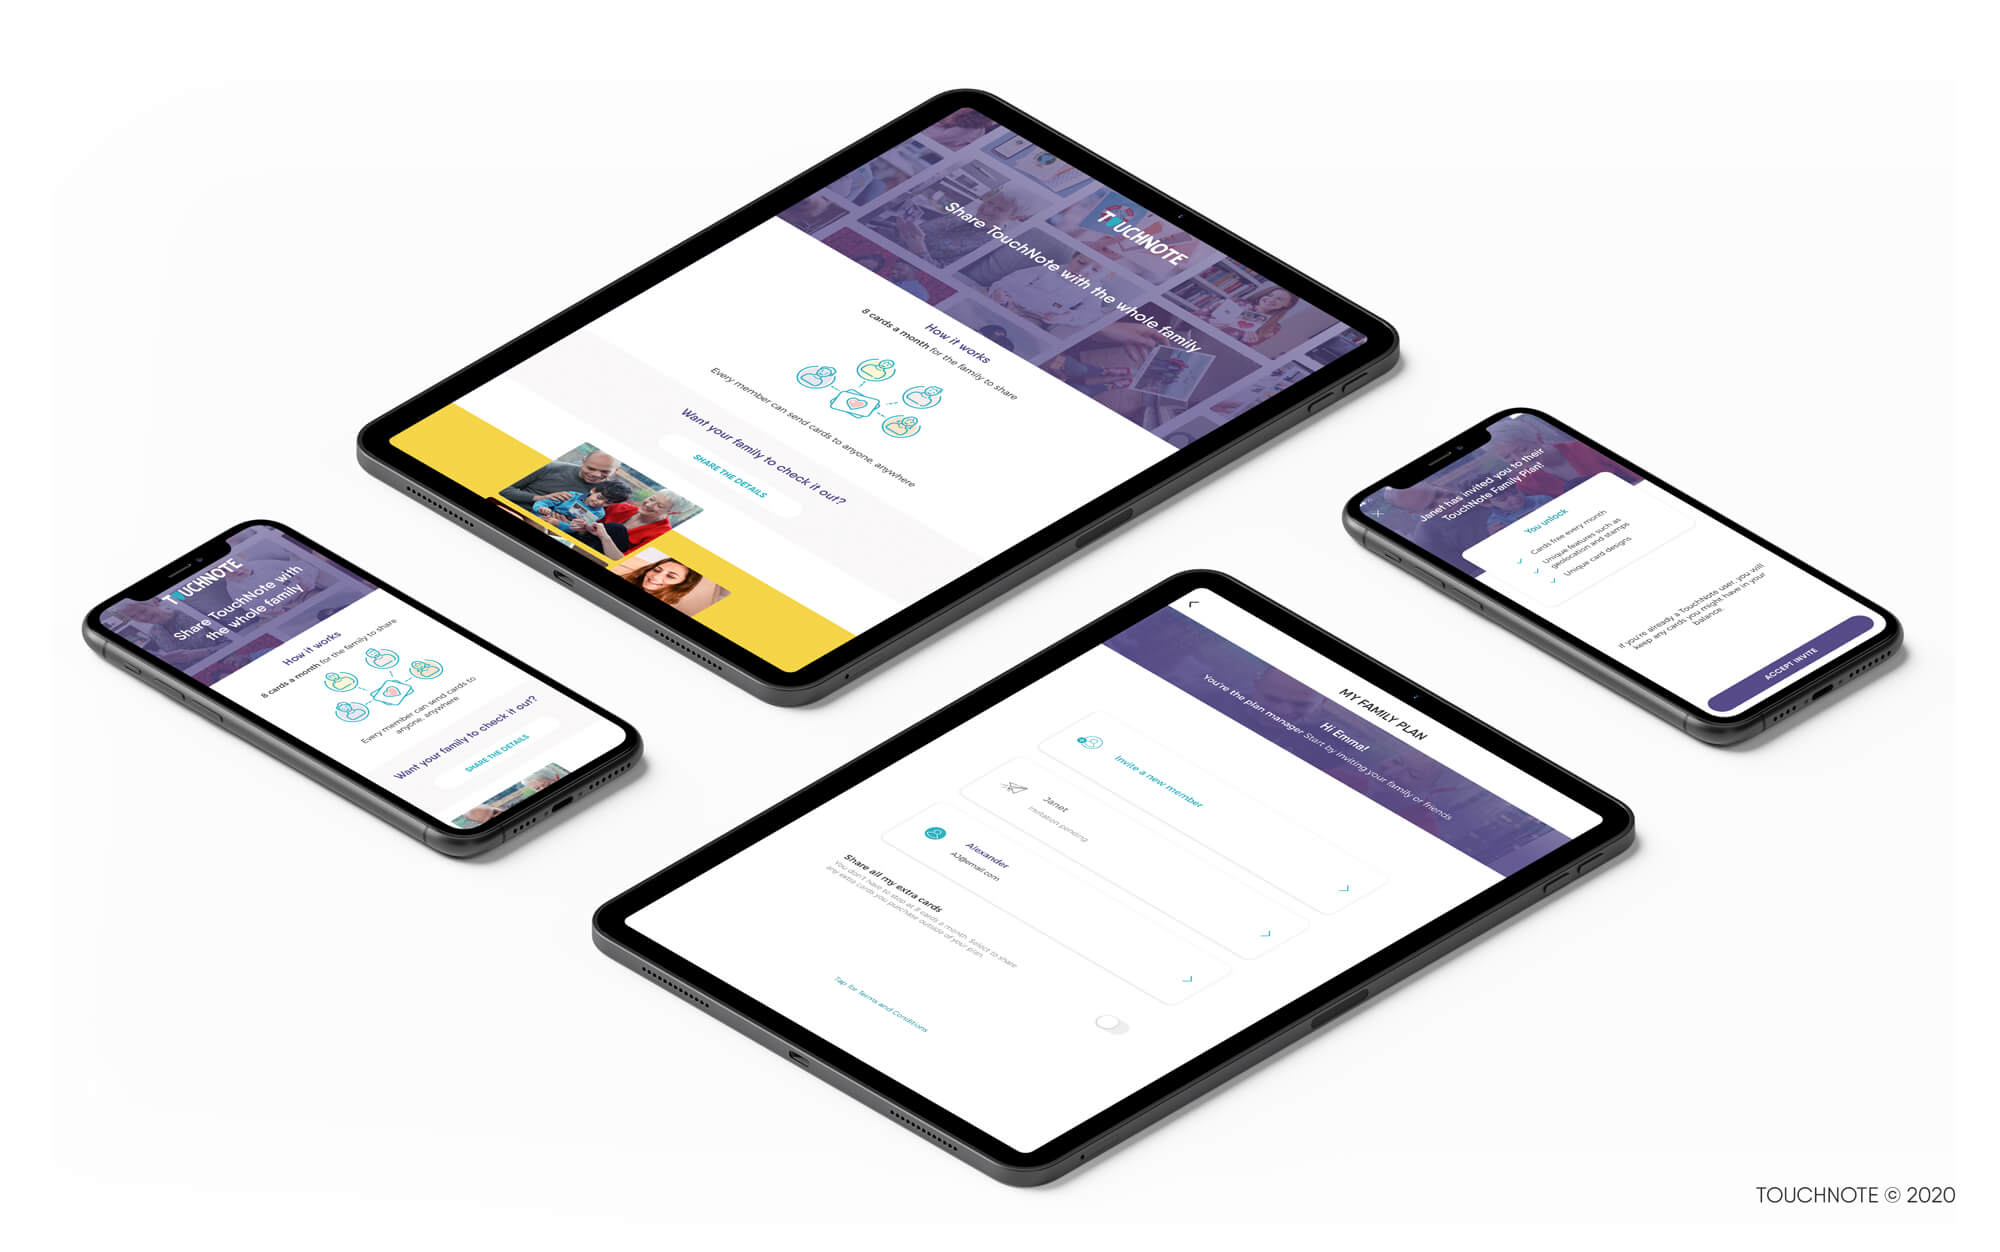 TOUCHNOTE
Share TouchNote with the whole family
How it works
8 cards a month for the family to share
Every member can send cards to anyone, anywhere
Want your family to check it out?
SHARE THE DETAILS
TOUCHNOTE
Share TouchNote with
the whole family
How it works
8 cards a month for the family to share
Every member can send cards to
anyone, anywhere
Want your family to check it out?
SHARE THE DETAILS
Janet has invited you to their
TouchNote Family Plan!
You unlock
Cards free every month
Unique features such as
geolocation and stamps
Unique card designs
If you're already a TouchNote user, you will
keep any cards you might have in your
balance.
ACCEPT INVITE
MY FAMILY PLAN
Hi Emma!
You're the plan manager Start by inviting your family or friends
Invite a new member
Janet
Invitation pending
Alexander
AJ@email.com
Share all my extra cards
You don't have to stop at 8 cards a month. Select to share
any extra cards you purchase outside of your plan.
Tap for Terms and Conditions
TOUCHNOTE © 2020